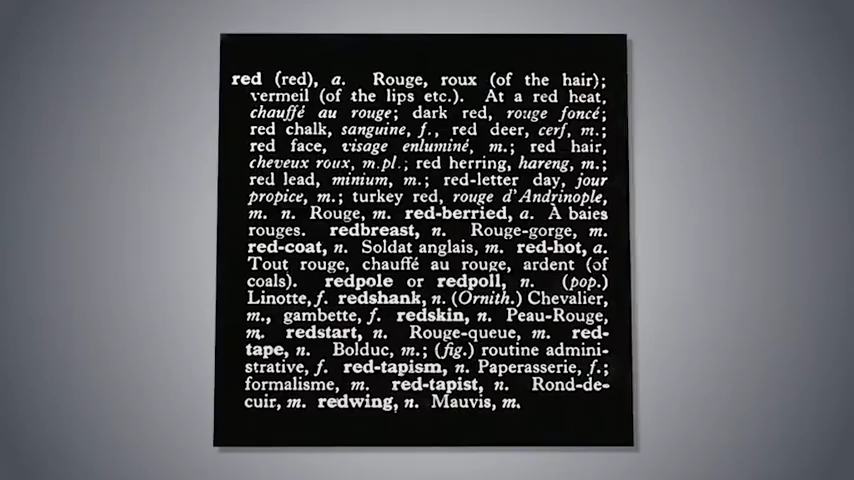 red (red), a. Rouge, roux (of the hair);
vermeil (of the lips etc.). At a red heat,
chauffé au rouge; dark red, rouge foncé;
red chalk, sanguine, f., red deer, cerf, m.;
red face, visage enluminé, m.; red hair,
cheveux roux, m.pl.; red herring, hareng, m.;
red lead, minium, m.; red-letter day, jour
propice, m.; turkey red, rouge d'Andrinople,
m. n. Rouge, m. red-berried, a. À baies
rouges. redbreast, n. Rouge-gorge, m.
red-coat, n. Soldat anglais, m. red-hot, a.
Tout rouge, chauffé au rouge, ardent (of
coals). redpole or redpoll, n. (pop.)
Linotte, f. redshank, n. (Ornith.) Chevalier,
m., gambette, f. redskin, n. Peau-Rouge,
m. redstart, n. Rouge-queue, m. red-
tape, n. Bolduc, m.; (fig.) routine admini-
strative, f. red-tapism, n. Paperasserie, f.;
formalisme, m. red-tapist, n. Rond-de-
cuir, m. redwing, n. Mauvis, m.